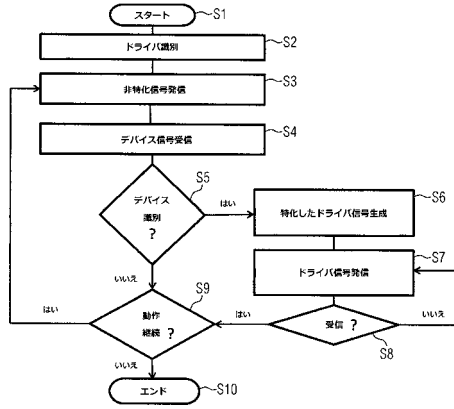 スタート
S1
ドライバ識別
S2
非特化信号発信
S3
デバイス信号受信
S4
デバイス
識別
?
S5
はい
いいえ
特化したドライバ信号生成
S6
ドライバ信号発信
S7
受信 ?
S8
はい
いいえ
動作
継続 ?
S9
はい
いいえ
エンド
S10